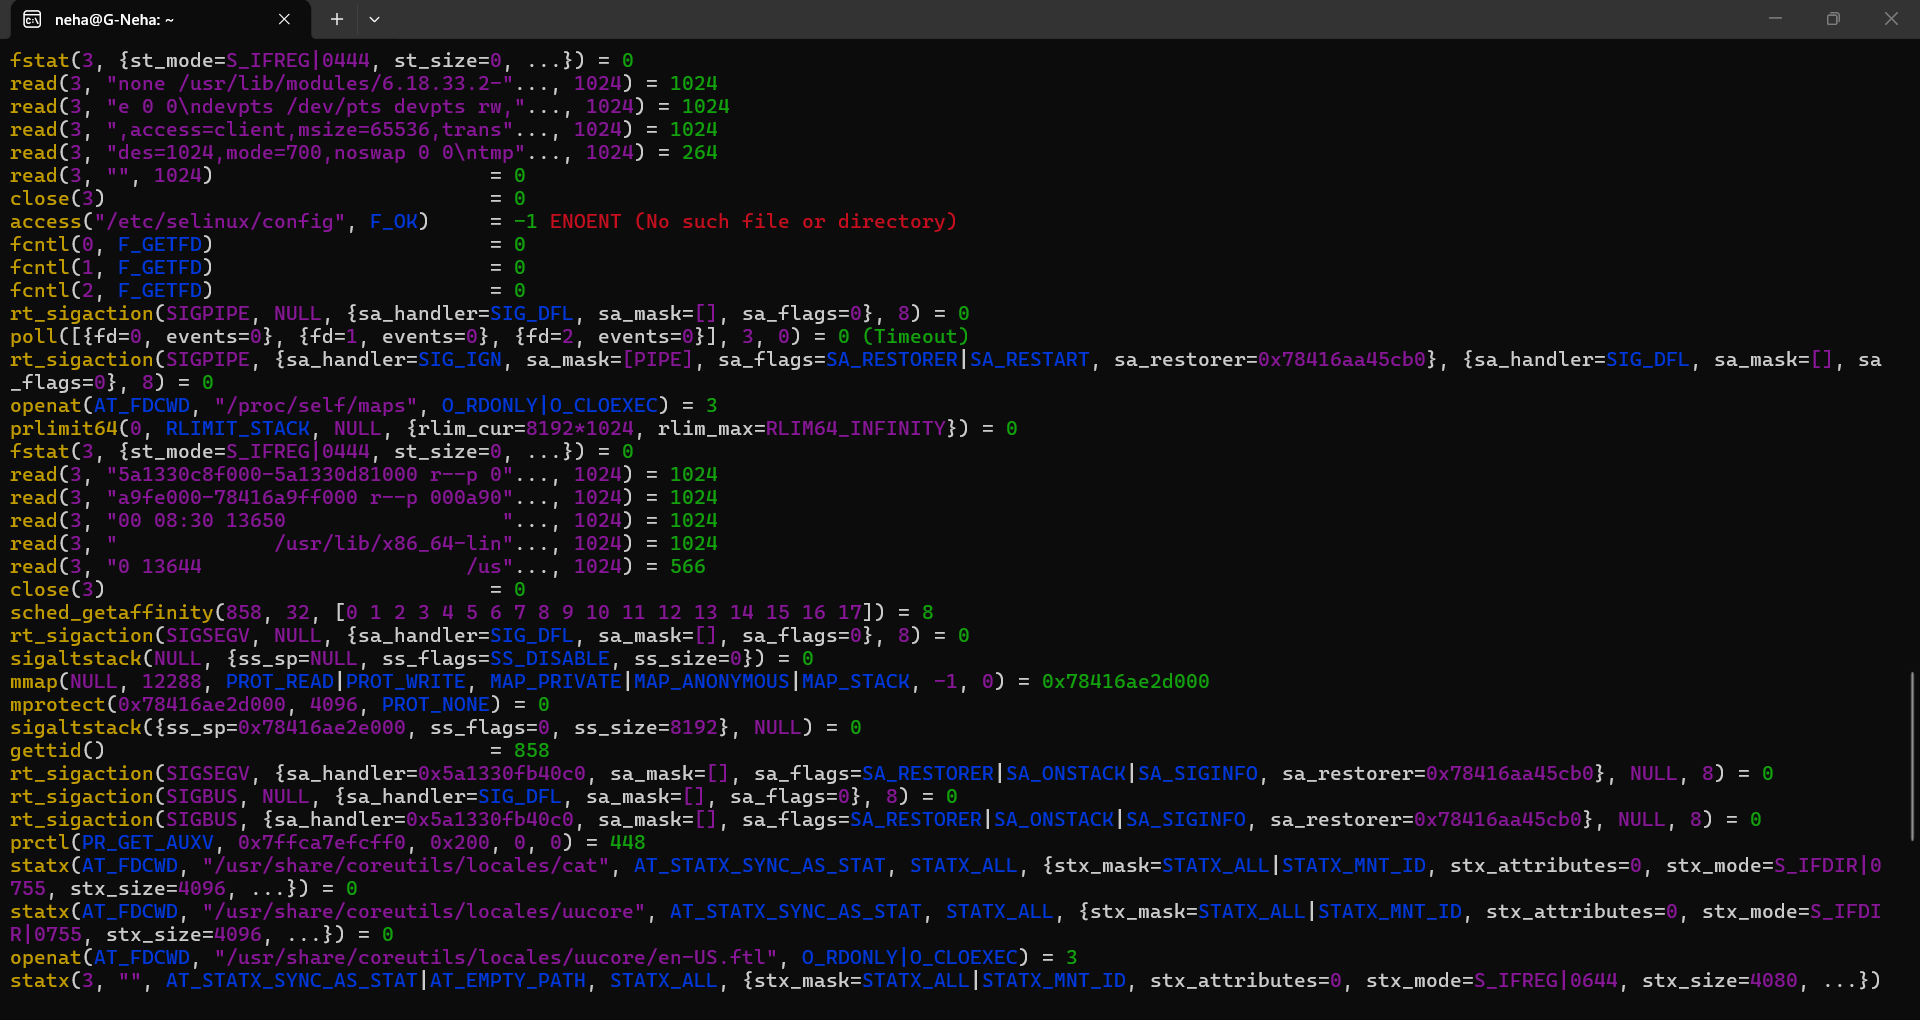 neha@G-Neha: ~
fstat(3, {st_mode=S_IFREG|0444, st_size=0, ...}) = 0
read(3, "none /usr/lib/modules/6.18.33.2-"..., 1024) = 1024
read(3, "e 0 0\ndevpts /dev/pts devpts rw,"..., 1024) = 1024
read(3, ",access=client,msize=65536,trans"..., 1024) = 1024
read(3, "des=1024,mode=700,noswap 0 0\ntmp"..., 1024) = 264
read(3, "", 1024)                       = 0
close(3)                                = 0
access("/etc/selinux/config", F_OK)     = -1 ENOENT (No such file or directory)
fcntl(0, F_GETFD)                       = 0
fcntl(1, F_GETFD)                       = 0
fcntl(2, F_GETFD)                       = 0
rt_sigaction(SIGPIPE, NULL, {sa_handler=SIG_DFL, sa_mask=[], sa_flags=0}, 8) = 0
poll([{fd=0, events=0}, {fd=1, events=0}, {fd=2, events=0}], 3, 0) = 0 (Timeout)
rt_sigaction(SIGPIPE, {sa_handler=SIG_IGN, sa_mask=[PIPE], sa_flags=SA_RESTORER|SA_RESTART, sa_restorer=0x78416aa45cb0}, {sa_handler=SIG_DFL, sa_mask=[], sa
_flags=0}, 8) = 0
openat(AT_FDCWD, "/proc/self/maps", O_RDONLY|O_CLOEXEC) = 3
prlimit64(0, RLIMIT_STACK, NULL, {rlim_cur=8192*1024, rlim_max=RLIM64_INFINITY}) = 0
fstat(3, {st_mode=S_IFREG|0444, st_size=0, ...}) = 0
read(3, "5a1330c8f000-5a1330d81000 r--p 0"..., 1024) = 1024
read(3, "a9fe000-78416a9ff000 r--p 000a90"..., 1024) = 1024
read(3, "00 08:30 13650                  "..., 1024) = 1024
read(3, "             /usr/lib/x86_64-lin"..., 1024) = 1024
read(3, "0 13644                      /us"..., 1024) = 566
close(3)                                = 0
sched_getaffinity(858, 32, [0 1 2 3 4 5 6 7 8 9 10 11 12 13 14 15 16 17]) = 8
rt_sigaction(SIGSEGV, NULL, {sa_handler=SIG_DFL, sa_mask=[], sa_flags=0}, 8) = 0
sigaltstack(NULL, {ss_sp=NULL, ss_flags=SS_DISABLE, ss_size=0}) = 0
mmap(NULL, 12288, PROT_READ|PROT_WRITE, MAP_PRIVATE|MAP_ANONYMOUS|MAP_STACK, -1, 0) = 0x78416ae2d000
mprotect(0x78416ae2d000, 4096, PROT_NONE) = 0
sigaltstack({ss_sp=0x78416ae2e000, ss_flags=0, ss_size=8192}, NULL) = 0
gettid()                                = 858
rt_sigaction(SIGSEGV, {sa_handler=0x5a1330fb40c0, sa_mask=[], sa_flags=SA_RESTORER|SA_ONSTACK|SA_SIGINFO, sa_restorer=0x78416aa45cb0}, NULL, 8) = 0
rt_sigaction(SIGBUS, NULL, {sa_handler=SIG_DFL, sa_mask=[], sa_flags=0}, 8) = 0
rt_sigaction(SIGBUS, {sa_handler=0x5a1330fb40c0, sa_mask=[], sa_flags=SA_RESTORER|SA_ONSTACK|SA_SIGINFO, sa_restorer=0x78416aa45cb0}, NULL, 8) = 0
prctl(PR_GET_AUXV, 0x7ffca7efcff0, 0x200, 0, 0) = 448
statx(AT_FDCWD, "/usr/share/coreutils/locales/cat", AT_STATX_SYNC_AS_STAT, STATX_ALL, {stx_mask=STATX_ALL|STATX_MNT_ID, stx_attributes=0, stx_mode=S_IFDIR|0
755, stx_size=4096, ...}) = 0
statx(AT_FDCWD, "/usr/share/coreutils/locales/uucore", AT_STATX_SYNC_AS_STAT, STATX_ALL, {stx_mask=STATX_ALL|STATX_MNT_ID, stx_attributes=0, stx_mode=S_IFDI
R|0755, stx_size=4096, ...}) = 0
openat(AT_FDCWD, "/usr/share/coreutils/locales/uucore/en-US.ftl", O_RDONLY|O_CLOEXEC) = 3
statx(3, "", AT_STATX_SYNC_AS_STAT|AT_EMPTY_PATH, STATX_ALL, {stx_mask=STATX_ALL|STATX_MNT_ID, stx_attributes=0, stx_mode=S_IFREG|0644, stx_size=4080, ...})